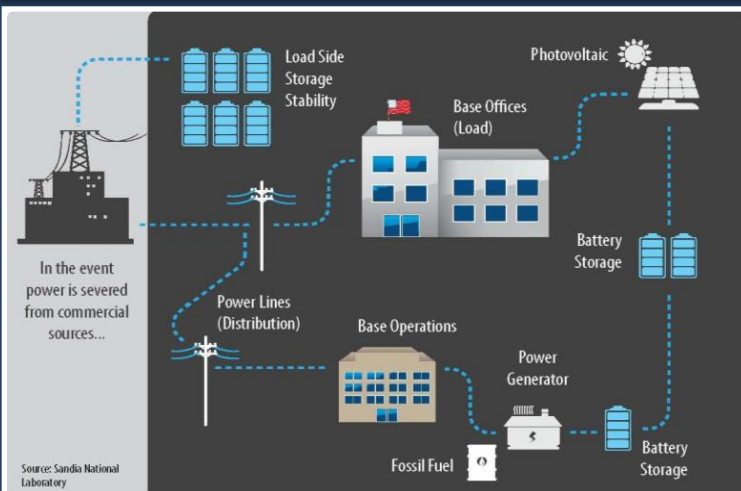 Load Side
Storage
Stability
Photovoltaic
Base Offices
(Load)
In the event
power is severed
from commercial
sources...
Power Lines
(Distribution)
Battery
Storage
Base Operations
Power
Generator
Fossil Fuel
Battery
Storage
Source: Sandia National
Laboratory